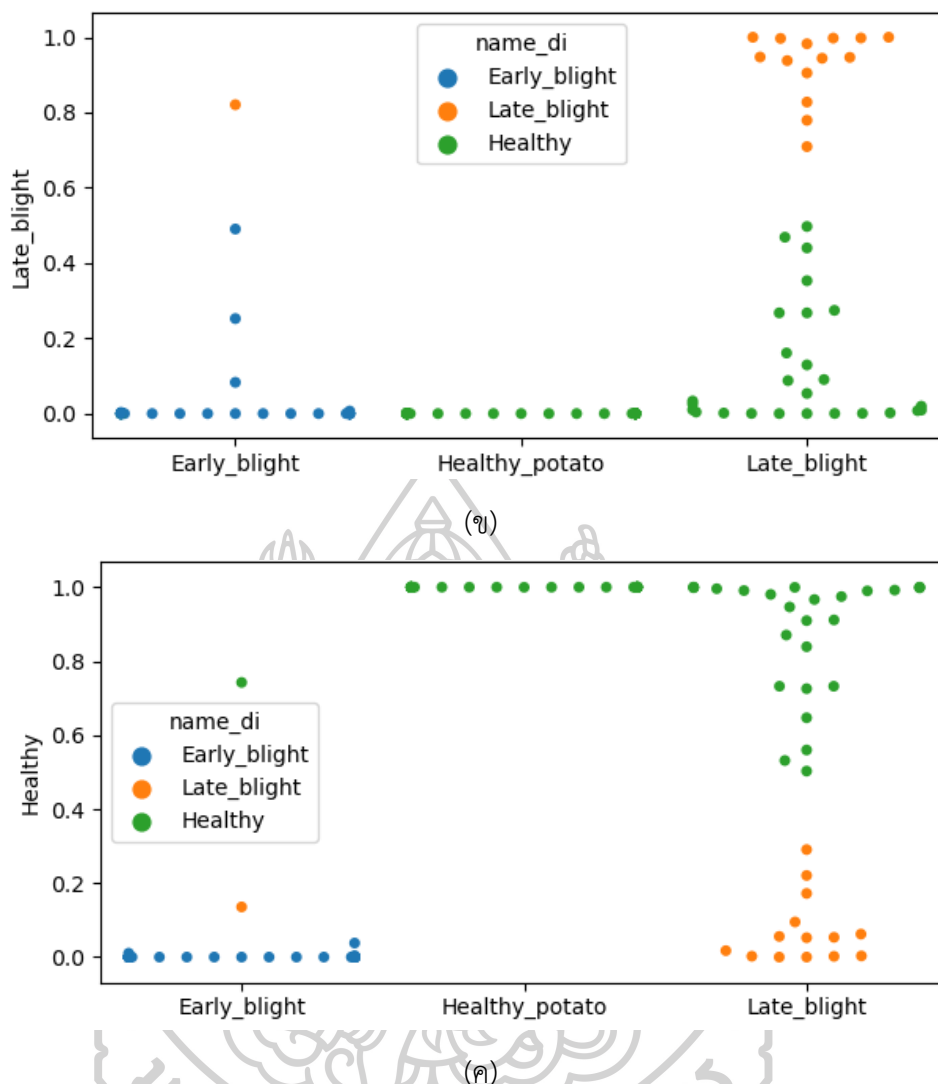 1.0
0.8
0.6
0.4
0.2
0.0
Late_blight
name_di
Early_blight
Late_blight
Healthy
Early_blight Healthy_potato Late_blight
(ข)
1.0
0.8
0.6
0.4
0.2
0.0
Healthy
name_di
Early_blight
Late_blight
Healthy
Early_blight Healthy_potato Late_blight
(ค)